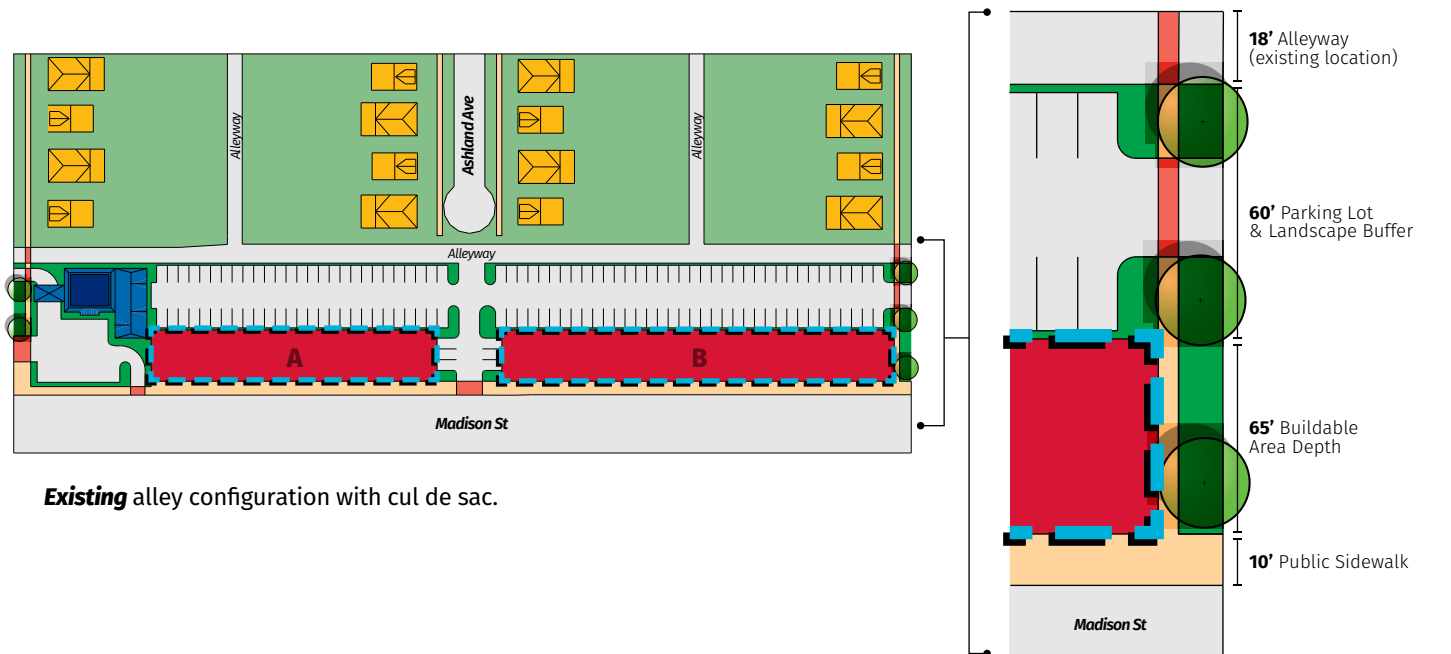 Alleyway
Ashland Ave
Alleyway
Alleyway
A
B
Madison St
Existing alley configuration with cul de sac.
18’ Alleyway
(existing location)
60’ Parking Lot
& Landscape Buffer
65’ Buildable
Area Depth
10’ Public Sidewalk
Madison St